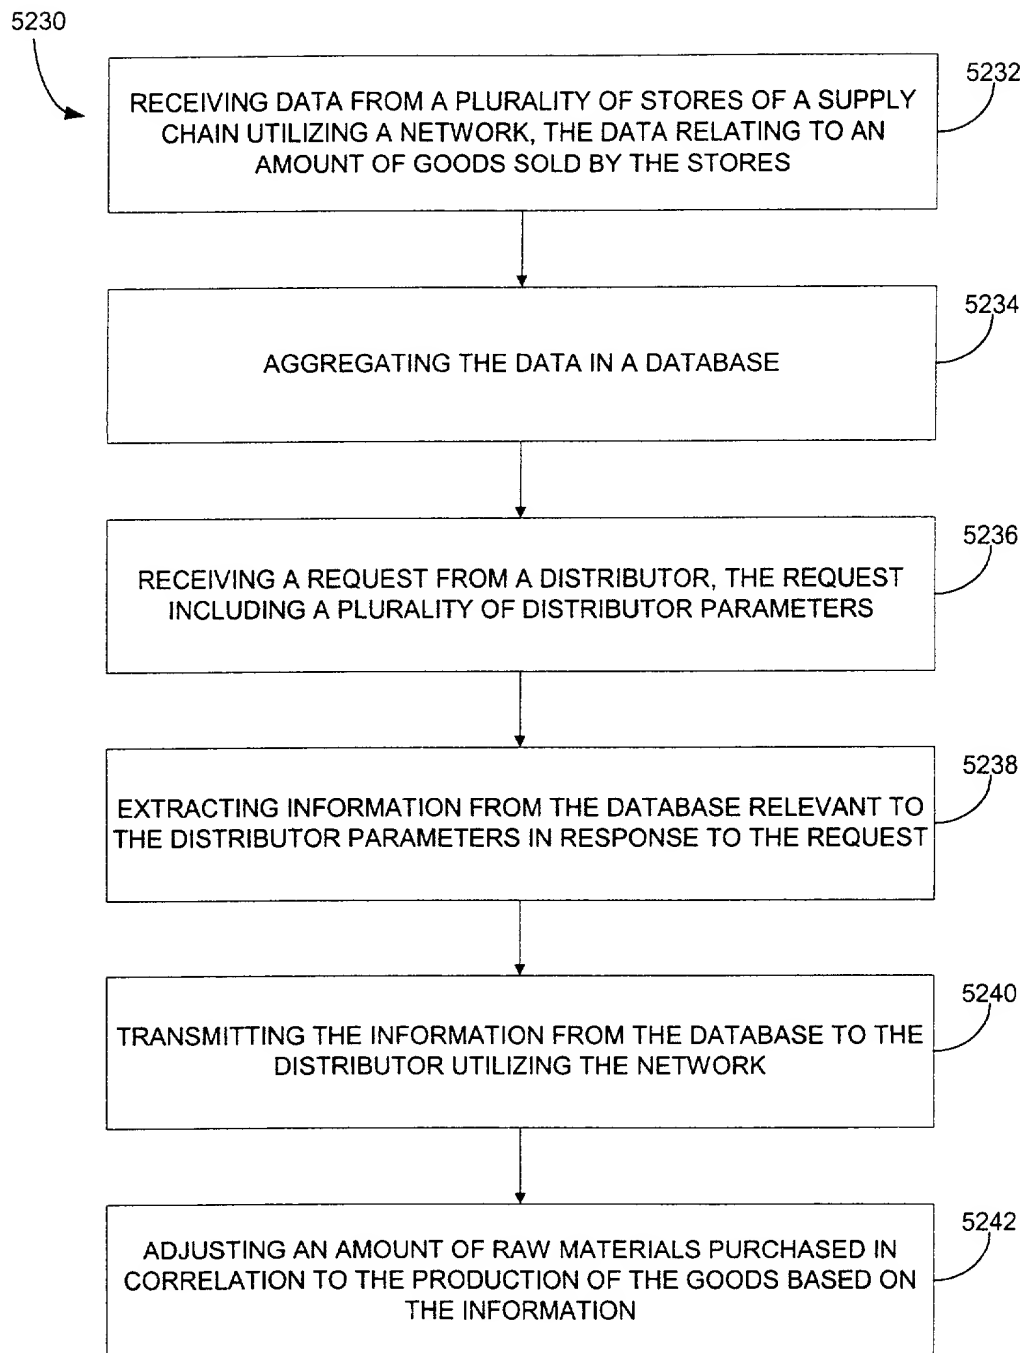 5230
5232
RECEIVING DATA FROM A PLURALITY OF STORES OF A SUPPLY
CHAIN UTILIZING A NETWORK, THE DATA RELATING TO AN
AMOUNT OF GOODS SOLD BY THE STORES
5234
AGGREGATING THE DATA IN A DATABASE
5236
RECEIVING A REQUEST FROM A DISTRIBUTOR, THE REQUEST
INCLUDING A PLURALITY OF DISTRIBUTOR PARAMETERS
5238
EXTRACTING INFORMATION FROM THE DATABASE RELEVANT TO
THE DISTRIBUTOR PARAMETERS IN RESPONSE TO THE REQUEST
5240
TRANSMITTING THE INFORMATION FROM THE DATABASE TO THE
DISTRIBUTOR UTILIZING THE NETWORK
5242
ADJUSTING AN AMOUNT OF RAW MATERIALS PURCHASED IN
CORRELATION TO THE PRODUCTION OF THE GOODS BASED ON
THE INFORMATION